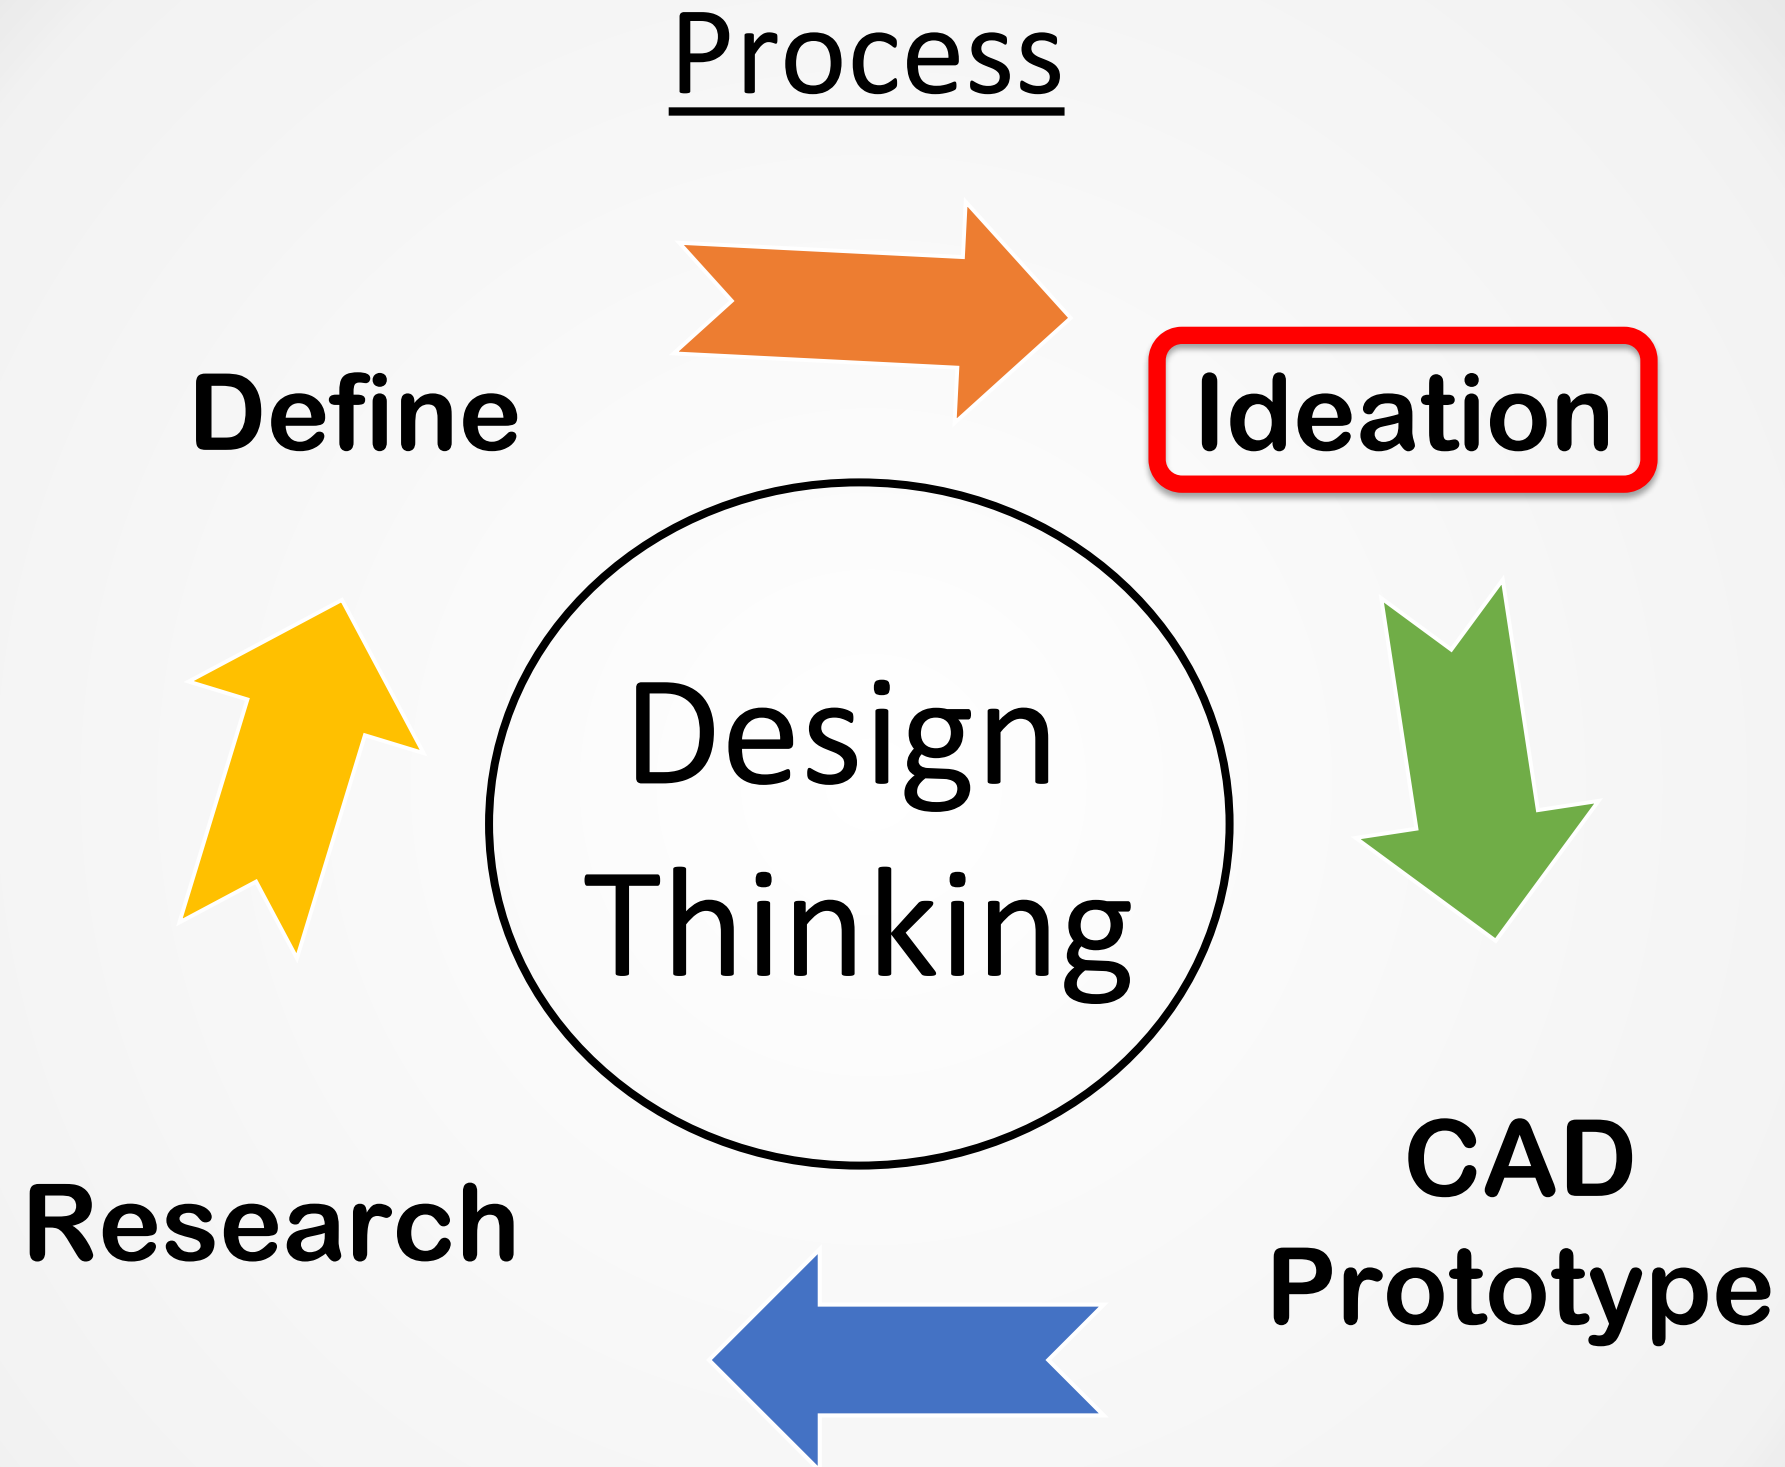 Process
Define
Ideation
Design
Thinking
Research
CAD
Prototype